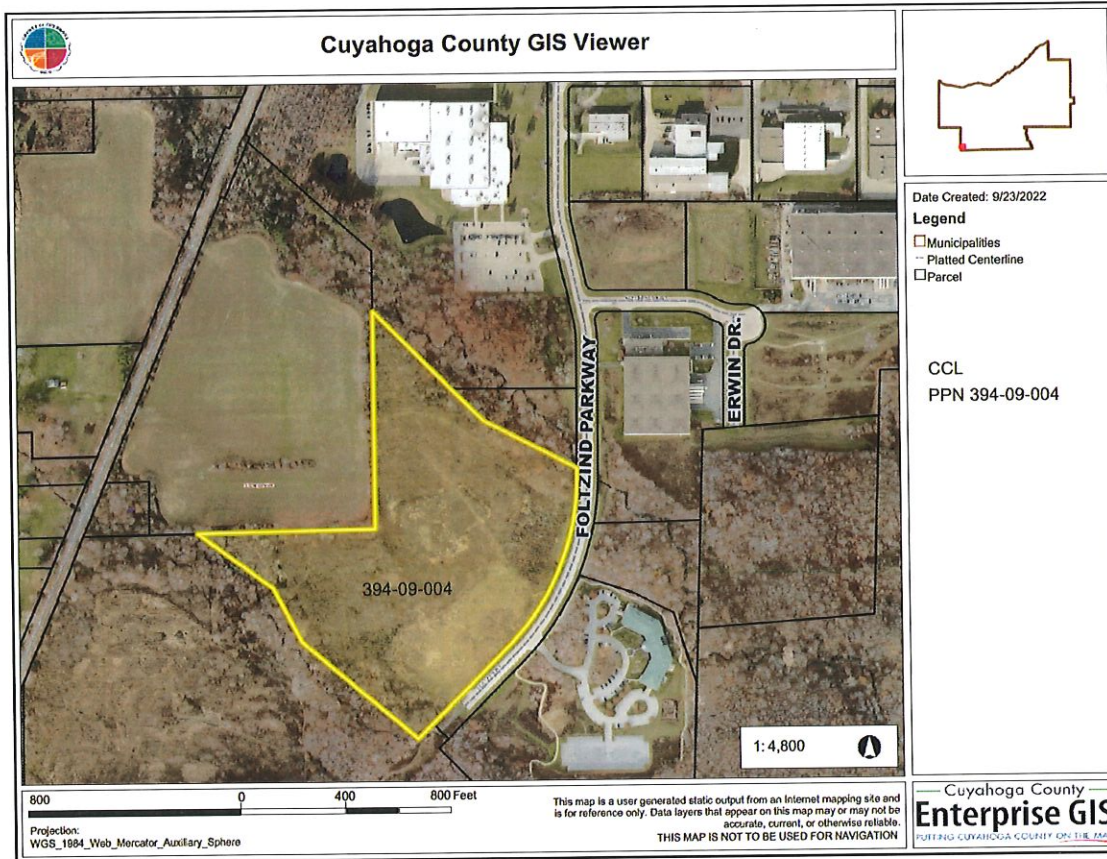 Cuyahoga County GIS Viewer
Date Created: 9/23/2022
Legend
Municipalities
Platted Centerline
Parcel
CCL
PPN 394-09-004
FOLTZIND PARKWAY
ERWIN DR.
394-09-004
1: 4,800
800 0 400 800 Feet
Projection:
WGS_1984_Web_Mercator_Auxiliary_Sphere
This map is a user generated static output from an Internet mapping site and
is for reference only. Data layers that appear on this map may or may not be
accurate, current, or otherwise reliable.
THIS MAP IS NOT TO BE USED FOR NAVIGATION
Cuyahoga County
Enterprise GIS
PUTTING CUYAHOGA COUNTY ON THE MAP